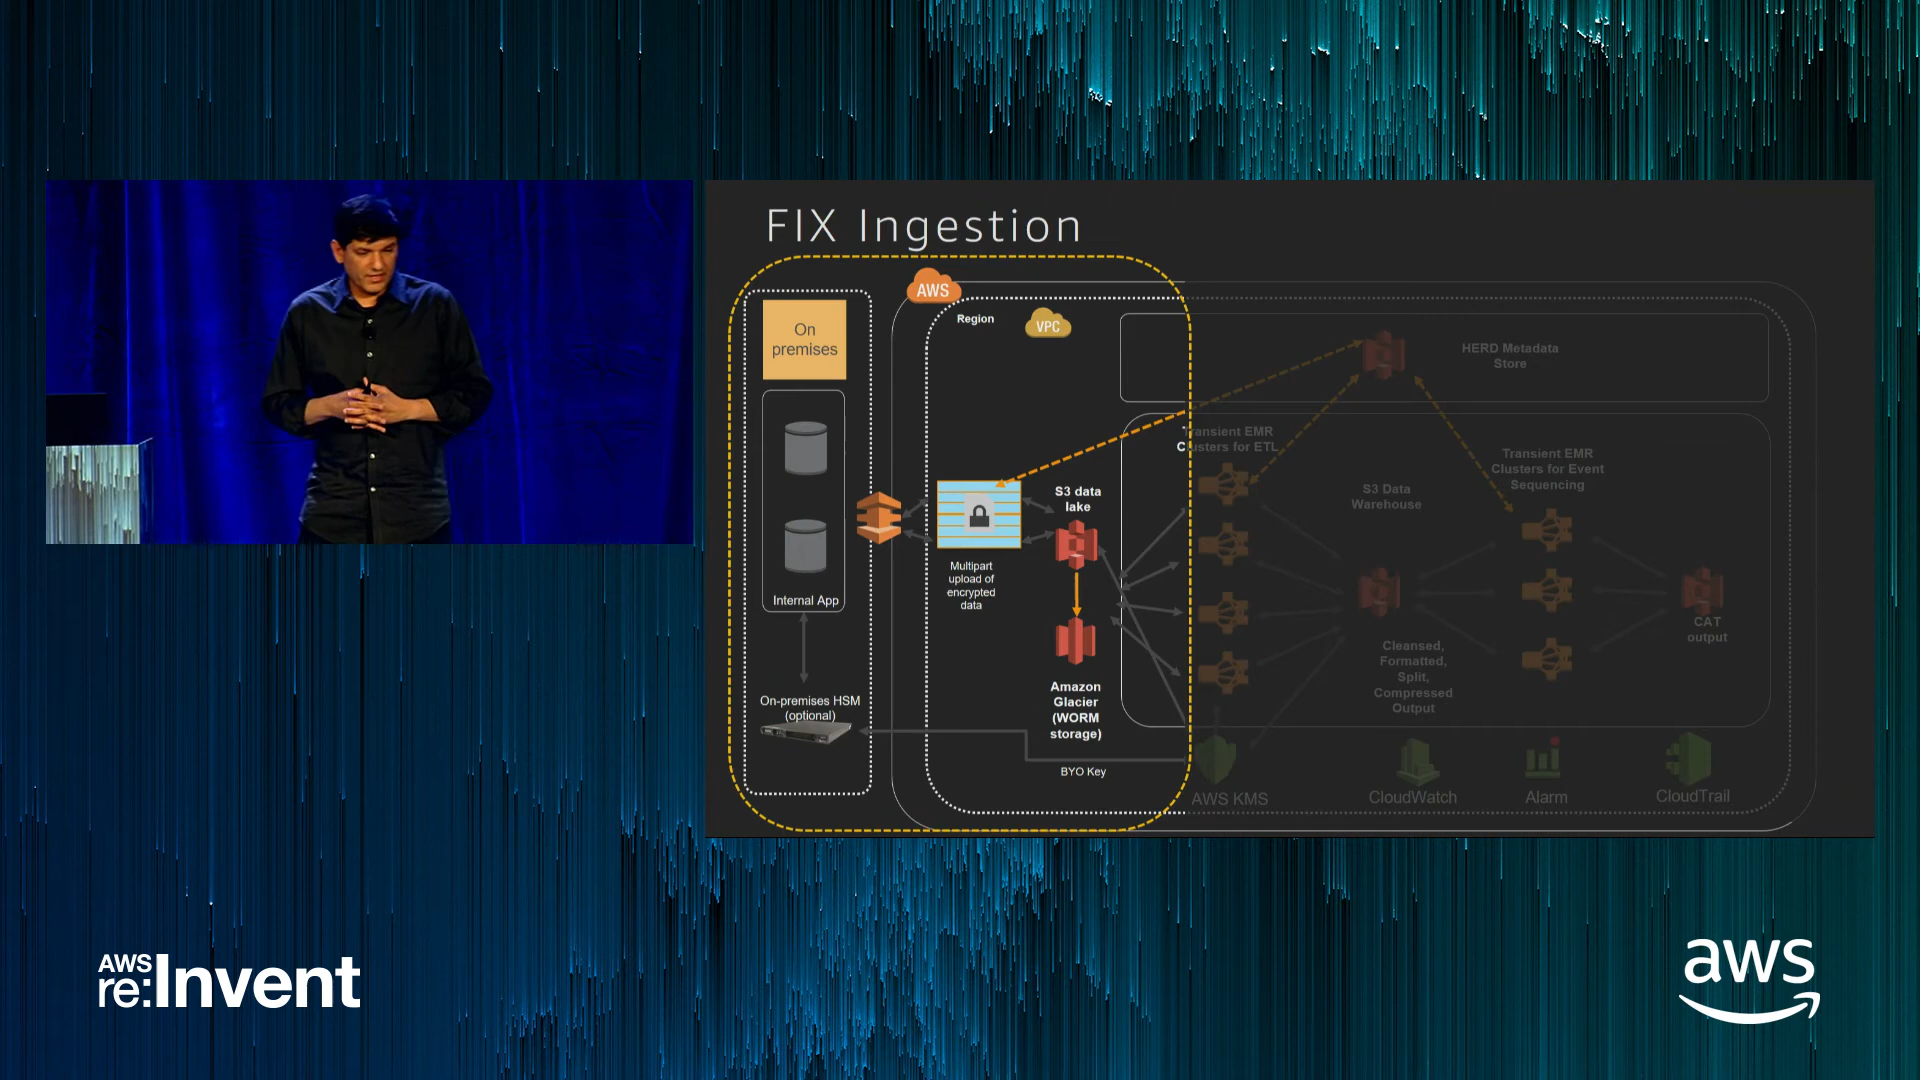 FIX Ingestion
AWS
Region
VPC
On
premises
Internal App
On-premises HSM
(optional)
Multipart
upload of
encrypted
data
S3 data
lake
Amazon
Glacier
(WORM
storage)
BYO Key
HERD Metadata
Store
Transient EMR
Clusters for ETL
S3 Data
Warehouse
Transient EMR
Clusters for Event
Sequencing
Cleansed,
Formatted,
Split,
Compressed
Output
CAT
output
AWS KMS
CloudWatch
Alarm
CloudTrail
AWS
re:Invent
aws